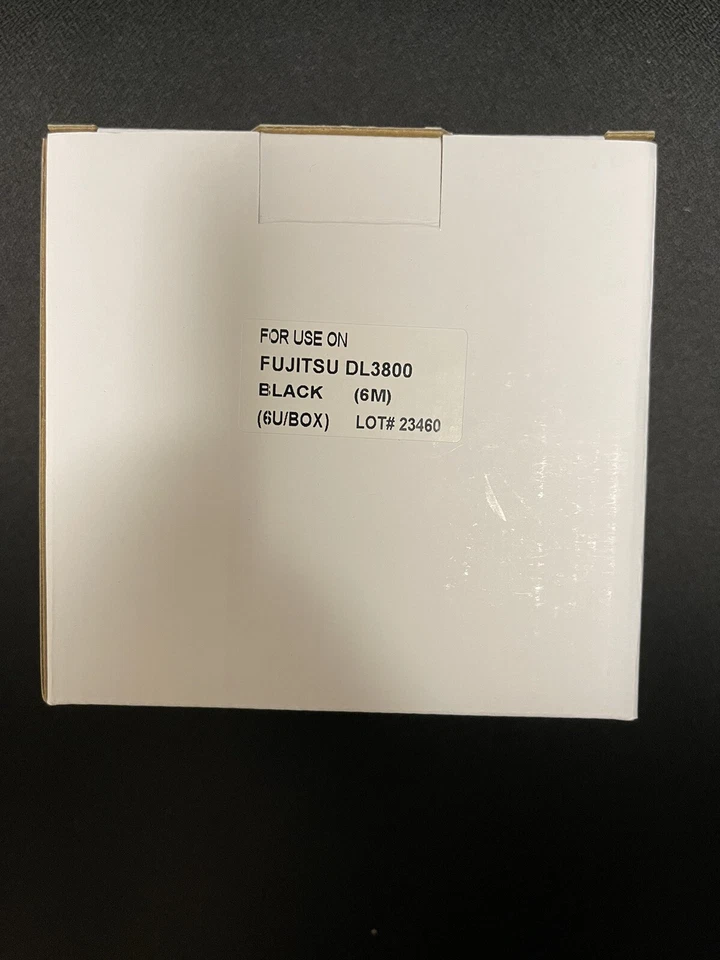 FOR USE ON
FUJITSU DL3800
BLACK (6M)
(6U/BOX) LOT# 23460